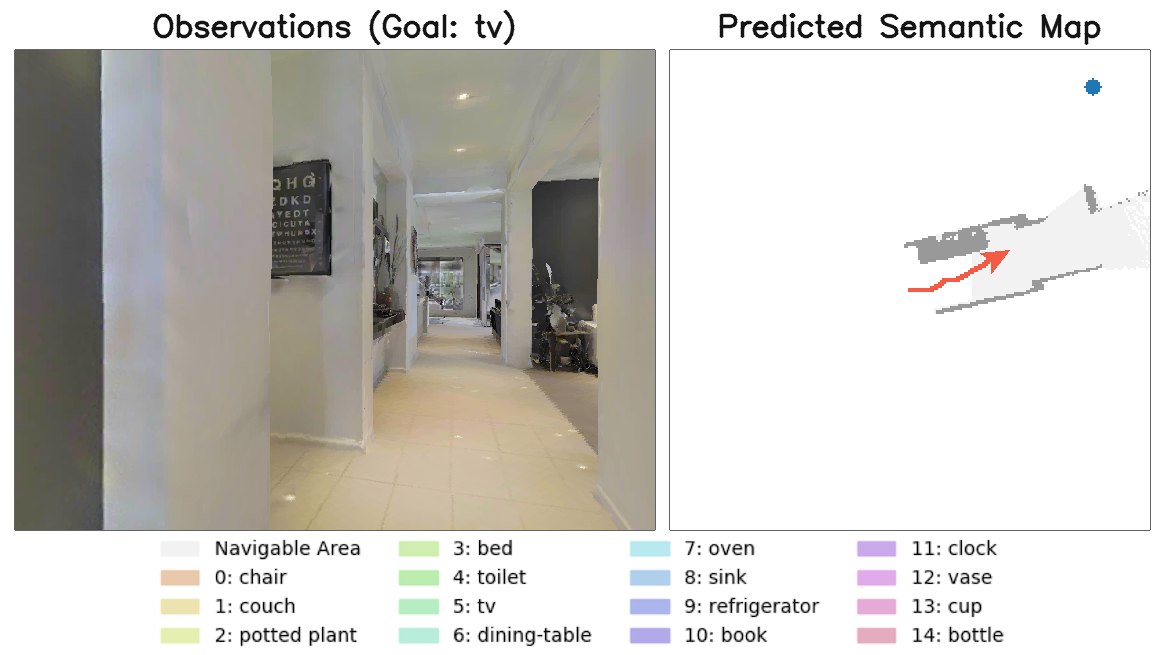 Observations (Goal: tv)
Predicted Semantic Map
QHG
ZDKD
Navigable Area
0: chair
1: couch
2: potted plant
3: bed
4: toilet
5: tv
6: dining-table
7: oven
8: sink
9: refrigerator
10: book
11: clock
12: vase
13: cup
14: bottle